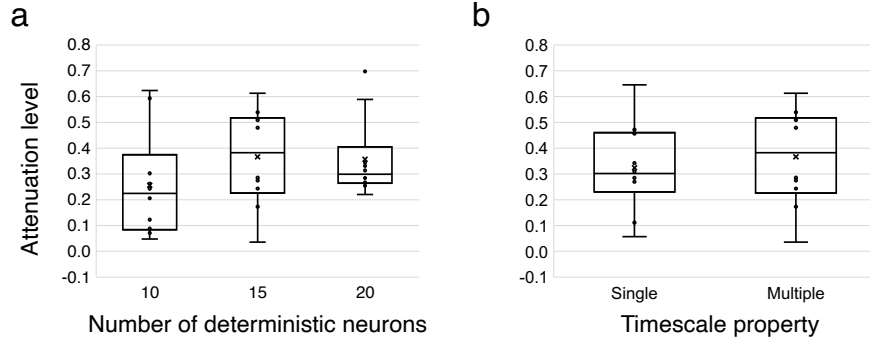 a
0.8
0.7
0.6
0.5
0.4
0.3
0.2
0.1
0.0
-0.1
Attenuation level
10 15 20
Number of deterministic neurons
b
0.8
0.7
0.6
0.5
0.4
0.3
0.2
0.1
0.0
-0.1
Single Multiple
Timescale property